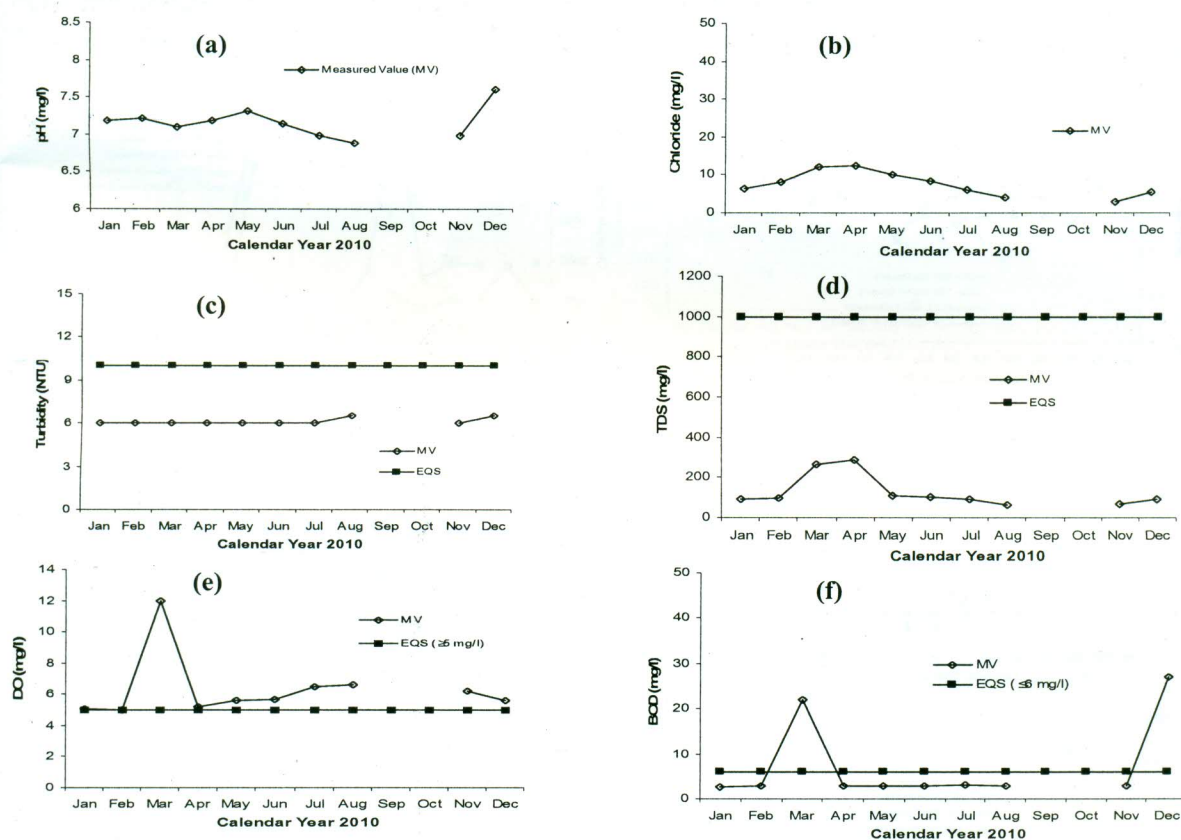 (a)
8.5
8
7.5
7
6.5
6
pH (mg/l)
Measured Value (MV)
Jan Feb Mar Apr May Jun Jul Aug Sep Oct Nov Dec
Calendar Year 2010
(b)
50
40
30
20
10
0
Chloride (mg/l)
MV
Jan Feb Mar Apr May Jun Jul Aug Sep Oct Nov Dec
Calendar Year 2010
(c)
15
12
9
6
3
0
Turbidity (NTU)
MV
EQS
Jan Feb Mar Apr May Jun Jul Aug Sep Oct Nov Dec
Calendar Year 2010
(d)
1200
1000
800
600
400
200
0
TDS (mg/l)
MV
EQS
Jan Feb Mar Apr May Jun Jul Aug Sep Oct Nov Dec
Calendar Year 2010
(e)
14
12
10
8
6
4
2
0
DO (mg/l)
MV
EQS (≥5 mg/l)
Jan Feb Mar Apr May Jun Jul Aug Sep Oct Nov Dec
Calendar Year 2010
(f)
50
40
30
20
10
0
BOD (mg/l)
MV
EQS ( ≤6 mg/l)
Jan Feb Mar Apr May Jun Jul Aug Sep Oct Nov Dec
Calendar Year 2010